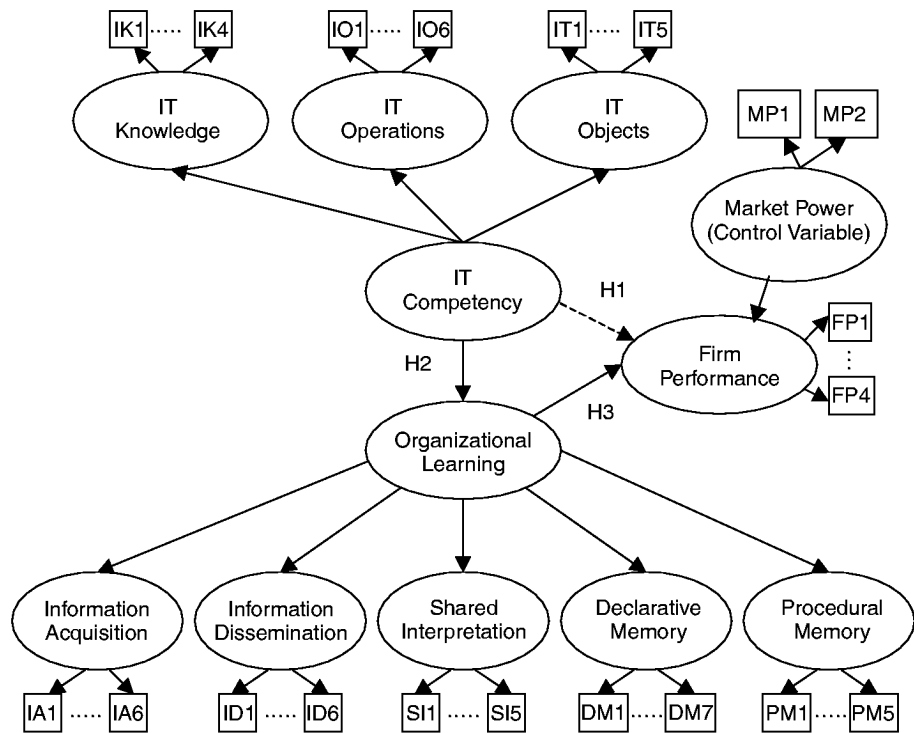 IK1 ..... IK4
IO1 ..... IO6
IT1 ..... IT5
IT
Knowledge
IT
Operations
IT
Objects
MP1
MP2
Market Power
(Control Variable)
IT
Competency
H1
H2
H3
Firm
Performance
FP1
FP4
Organizational
Learning
Information
Acquisition
Information
Dissemination
Shared
Interpretation
Declarative
Memory
Procedural
Memory
IA1 ..... IA6
ID1 ..... ID6
SI1 ..... SI5
DM1 ..... DM7
PM1 ..... PM5